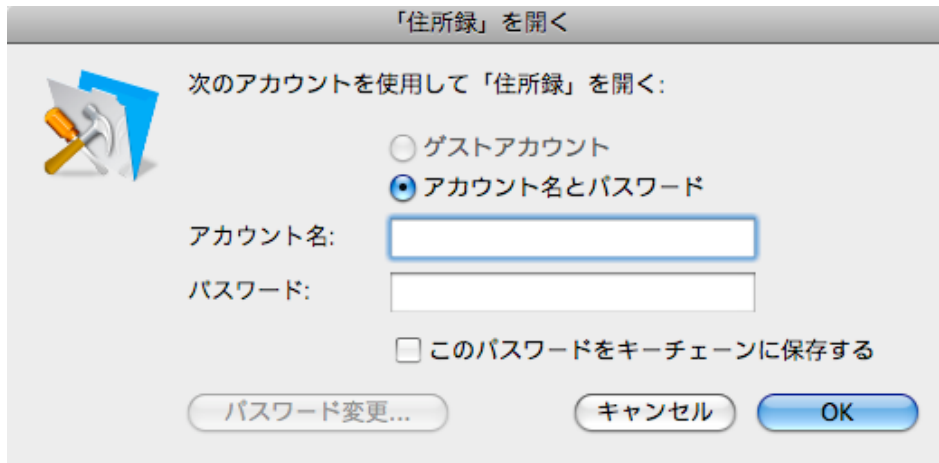 「住所録」を開く
次のアカウントを使用して「住所録」を開く:
ゲストアカウント
アカウント名とパスワード
アカウント名:
パスワード:
このパスワードをキーチェーンに保存する
パスワード変更... キャンセル OK